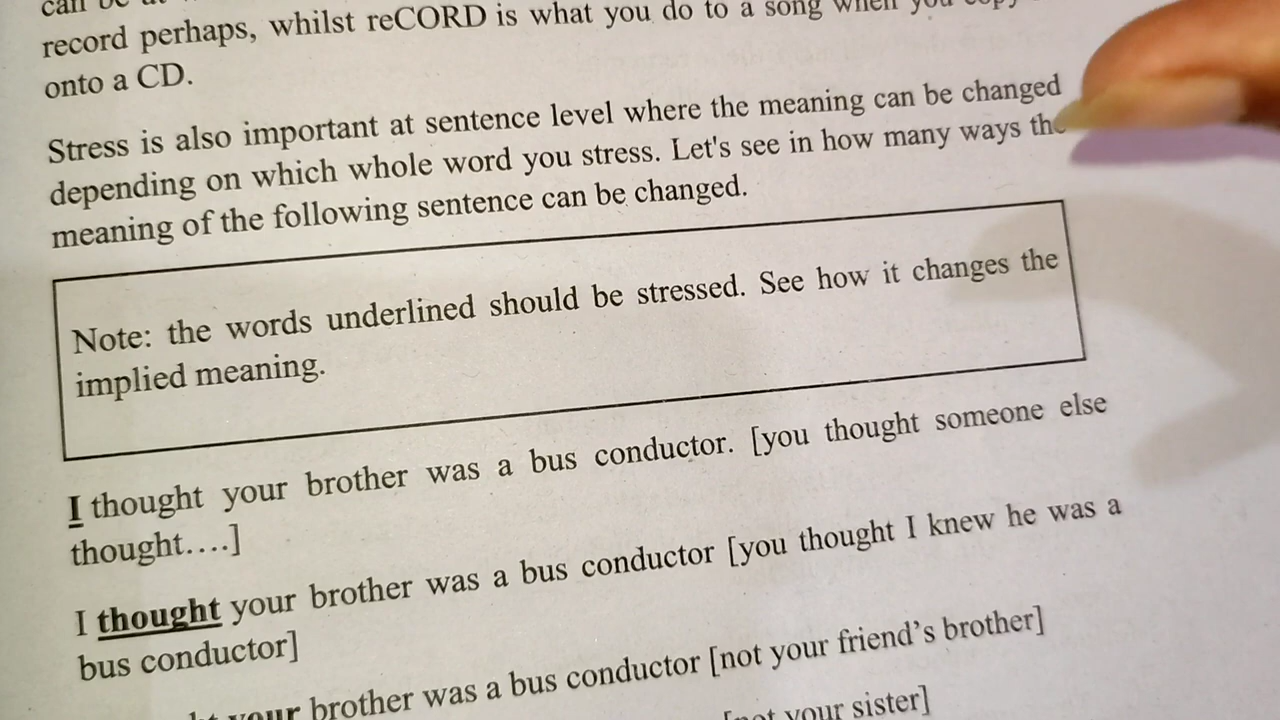 record perhaps, whilst reCORD is what you do to a song when you copy
onto a CD.
Stress is also important at sentence level where the meaning can be changed
depending on which whole word you stress. Let's see in how many ways the
meaning of the following sentence can be changed.
Note: the words underlined should be stressed. See how it changes the
implied meaning.
I thought your brother was a bus conductor. [you thought someone else
thought....]
I thought your brother was a bus conductor [you thought I knew he was a
bus conductor]
your brother was a bus conductor [not your friend’s brother]
[not your sister]